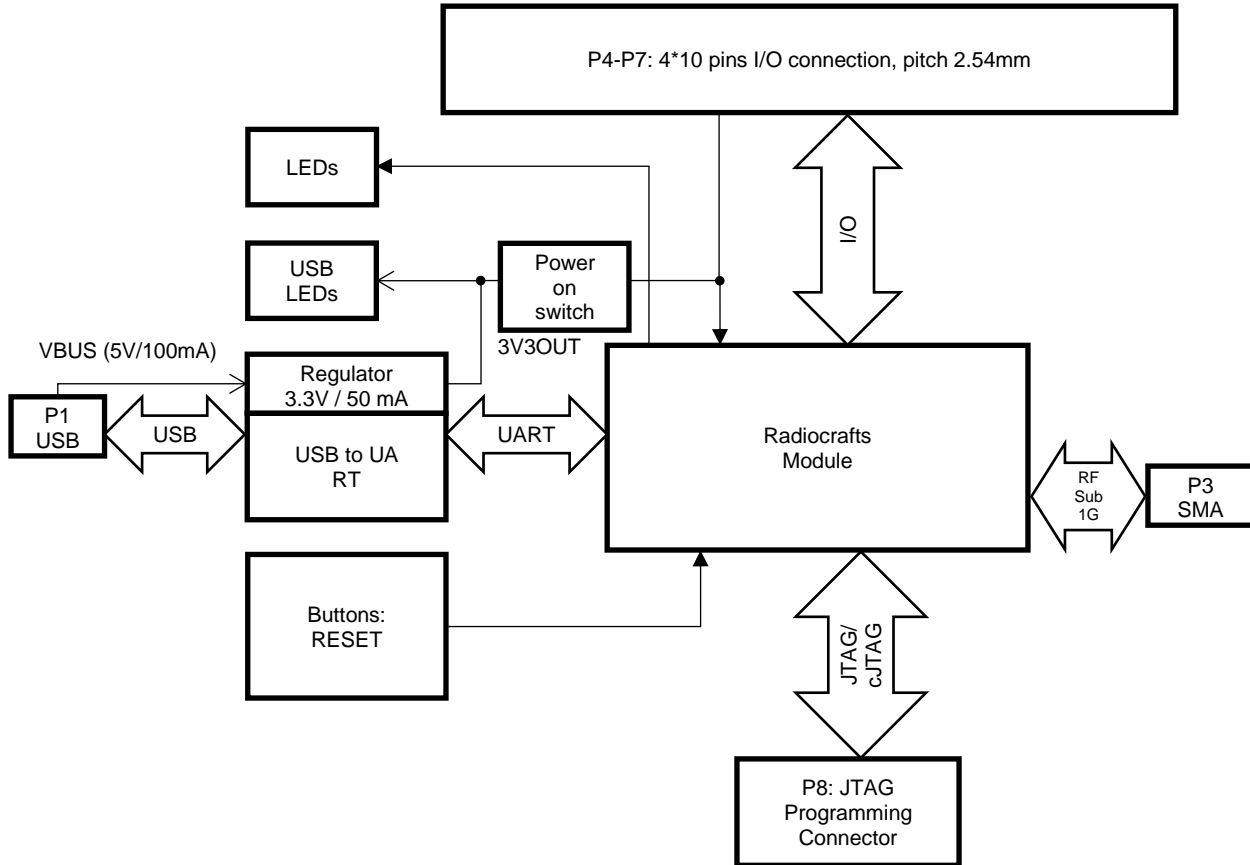 P4-P7: 4*10 pins I/O connection, pitch 2.54mm
LEDs
I/O
USB
LEDs
Power
on
switch
3V3OUT
VBUS (5V/100mA)
Regulator
3.3V / 50 mA
P1
USB
USB
USB to UA
RT
UART
Radiocrafts
Module
RF
Sub
1G
P3
SMA
Buttons:
RESET
JTAG/
cJTAG
P8: JTAG
Programming
Connector